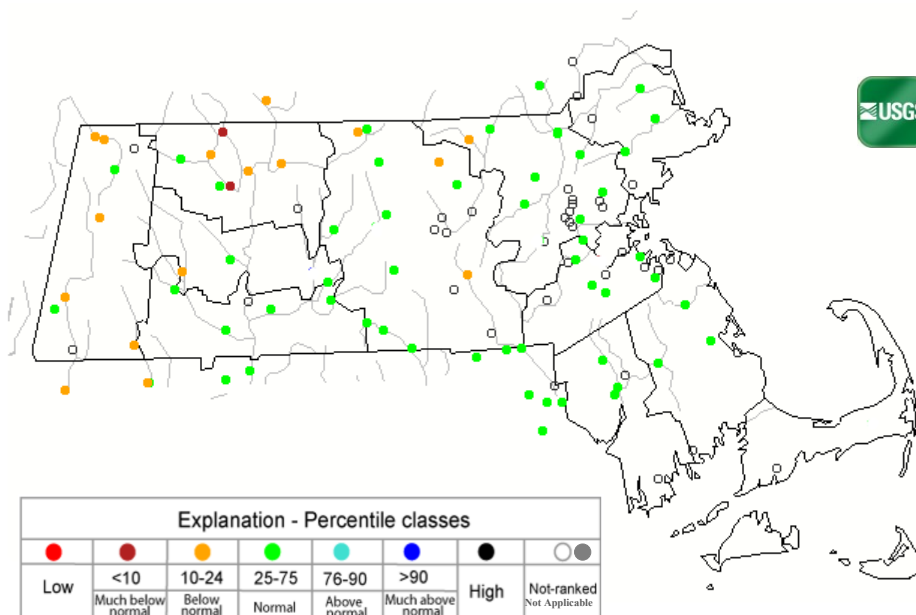 USGS
Explanation - Percentile classes
Low
<10
10-24
25-75
76-90
>90
High
Not-ranked
Much below normal
Below normal
Normal
Above normal
Much above normal
Not Applicable